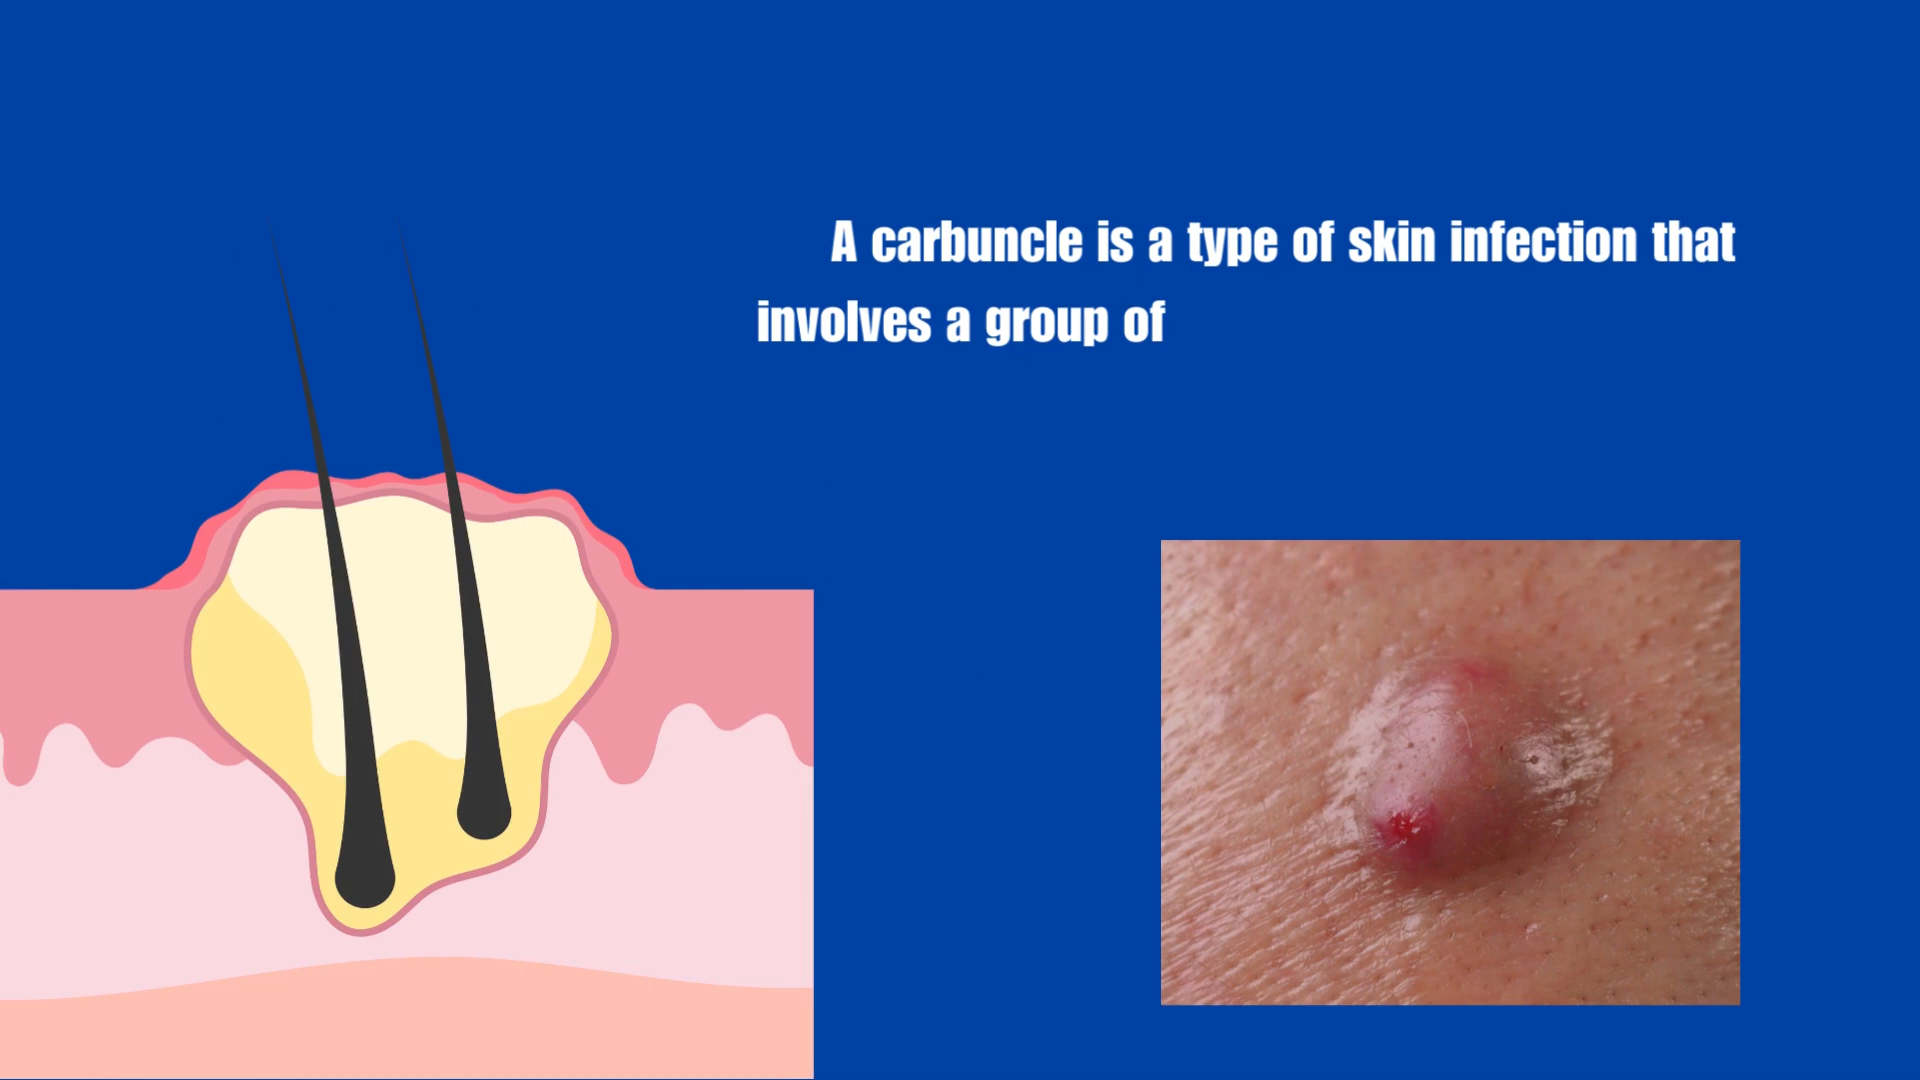 A carbuncle is a type of skin infection that
involves a group of